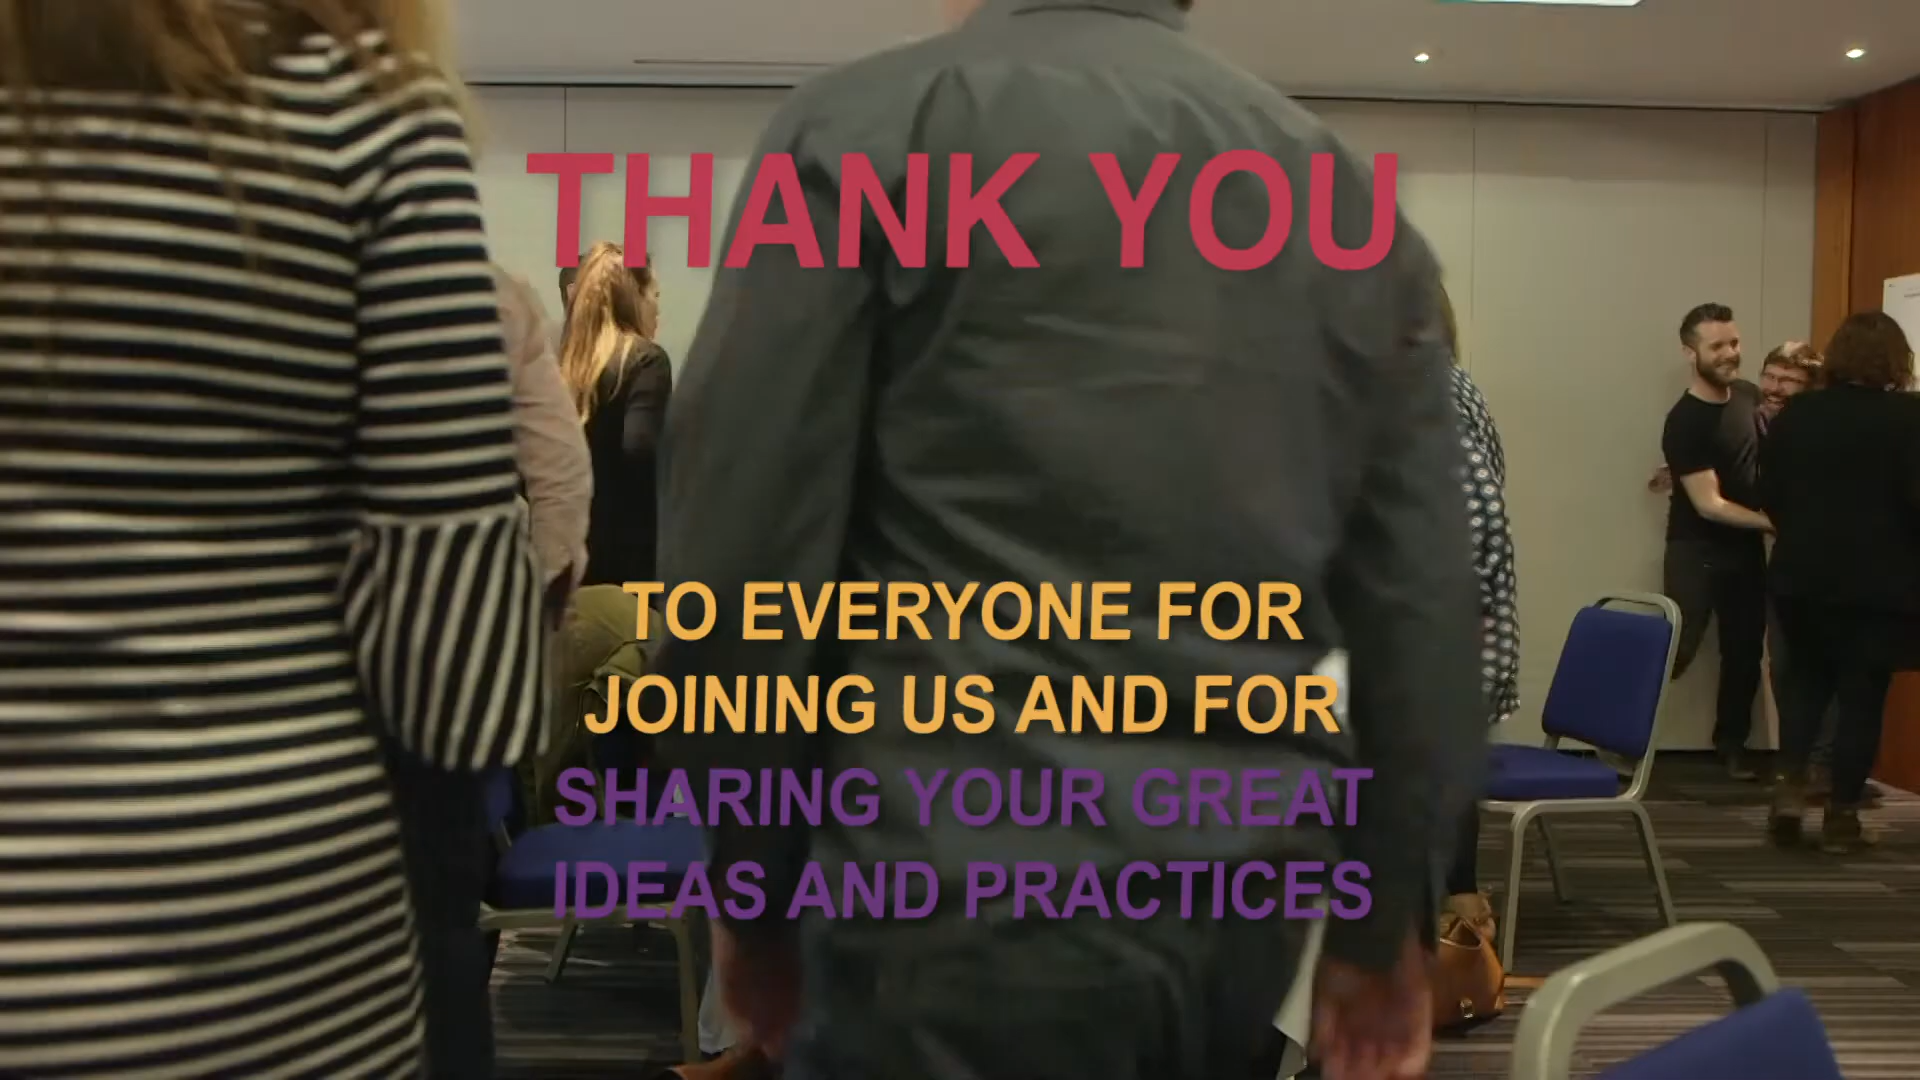 THANK YOU
TO EVERYONE FOR
JOINING US AND FOR
SHARING YOUR GREAT
IDEAS AND PRACTICES